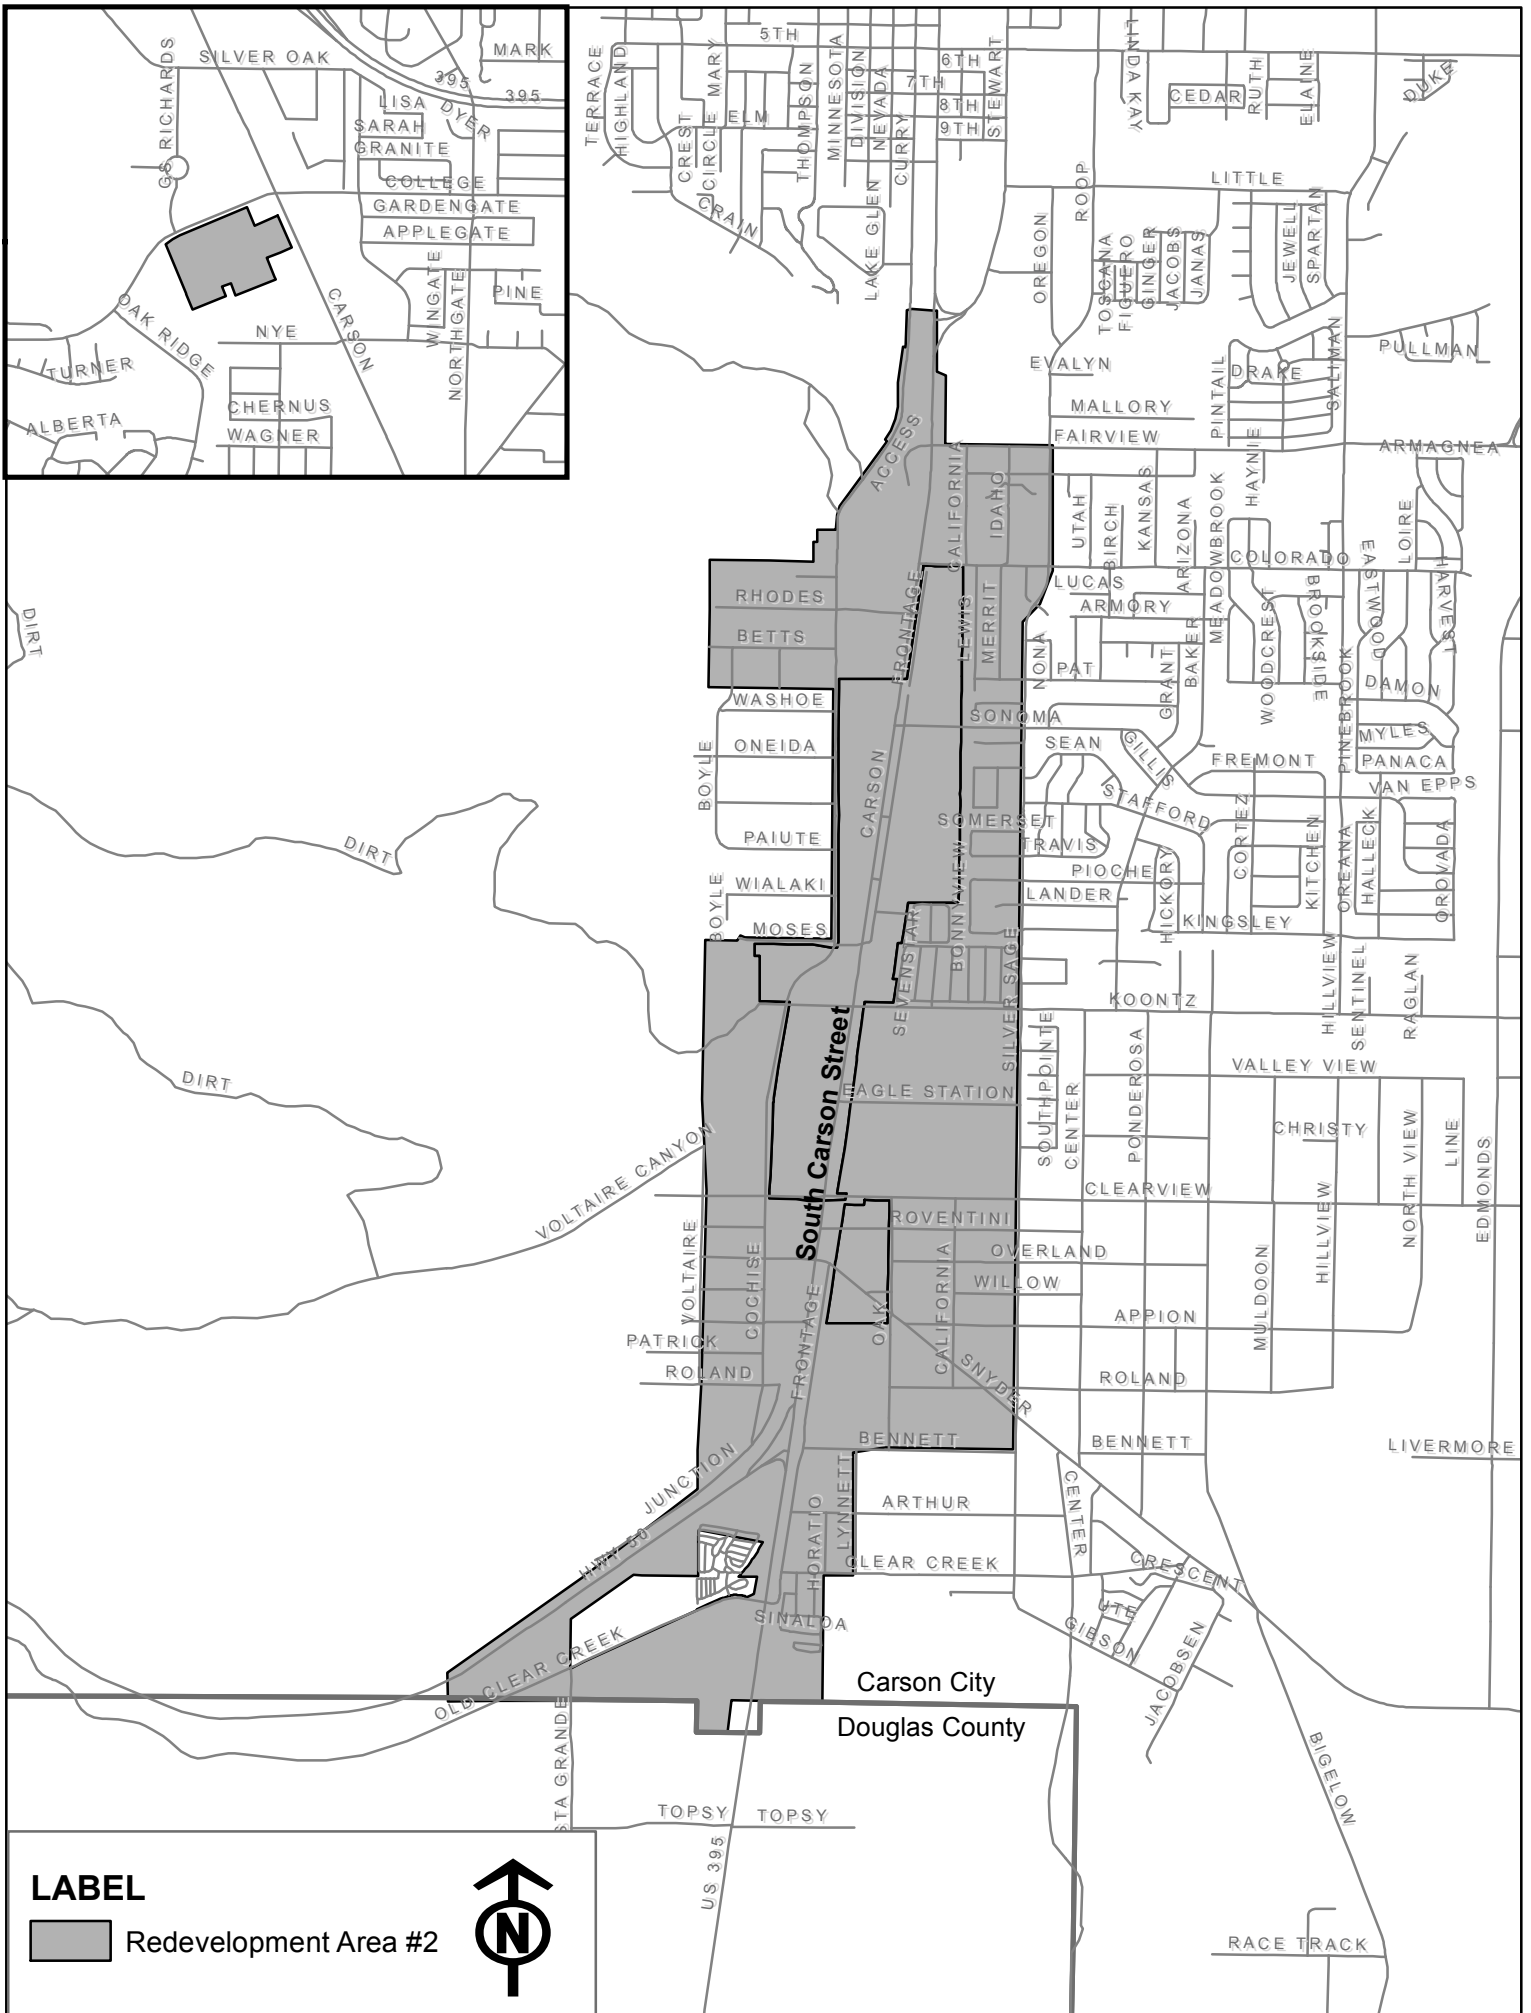 GS RICHARDS
SILVER OAK
MARK
395
395
LISA
DYER
SARAH
GRANITE
COLLEGE
GARDENGATE
APPLEGATE
WINGATE
NORTHGATE
PINE
CARSON
OAK RIDGE
NYE
TURNER
CHERNUS
ALBERTA
WAGNER
5TH
TERRACE
HIGHLAND
MARY
CREST
CIRCLE
ELM
CRAIN
THOMPSON
MINNESOTA
DIVISION
NEVADA
CURRY
LAKE GLEN
6TH
7TH
8TH
9TH
STEWART
LINDA KAY
CEDAR
RUTH
ELAINE
DUKE
LITTLE
ROOP
OREGON
TOSCANA
FIGUERO
GINGER
JACOBS
JANAS
JEWELL
SPARTAN
SALIMAN
PULLMAN
EVALYN
DRAKE
PINTAIL
MALLORY
FAIRVIEW
ARMAGNEA
ACCESS
CALIFORNIA
IDAHO
UTAH
BIRCH
KANSAS
ARIZONA
MEADOWBROOK
HAYNIE
LOIRE
COLORADO
EASTWOOD
HARVEST
LUCAS
ARMORY
RHODES
BETTS
FRONTAGE
LEWIS
MERRIT
NONA
PAT
GRANT
BAKER
WOODCREST
BROOKSIDE
PINEBROOK
DAMON
DIRT
WASHOE
ONEIDA
BOYLE
SONOMA
SEAN
GILLIS
FREMONT
MYLES
PANACA
VAN EPPS
CARSON
STAFFORD
SOMERSET
TRAVIS
PIOCHE
LANDER
CORTEZ
KITCHEN
OREANA
HALLECK
OROVADA
DIRT
PAIUTE
WIALAKI
BOYLE
MOSES
BONNYVIEW
SEVENSTAR
SILVER SAGE
HICKORY
KINGSLEY
HILLVIEW
SENTINEL
RAGLAN
KOONTZ
DIRT
South Carson Street
EAGLE STATION
SOUTHPOINTE
CENTER
PONDEROSA
VALLEY VIEW
CHRISTY
NORTH VIEW
LINE
EDMONDS
VOLTAIRE CANYON
CLEARVIEW
ROVENTINI
OVERLAND
WILLOW
VOLTAIRE
COCHISE
FRONTAGE
OAK
CALIFORNIA
APPION
MULDOON
HILLVIEW
PATRICK
ROLAND
SNYDER
ROLAND
BENNETT
BENNETT
LIVERMORE
JUNCTION
HWY 50
HORATIO
LYNNETT
ARTHUR
CENTER
CLEAR CREEK
CRESCENT
UTE
GIBSON
JACOBSEN
SINALOA
OLD CLEAR CREEK
Carson City
Douglas County
STA GRANDE
TOPSY
TOPSY
US 395
BIGELOW
RACE TRACK
LABEL
Redevelopment Area #2
N